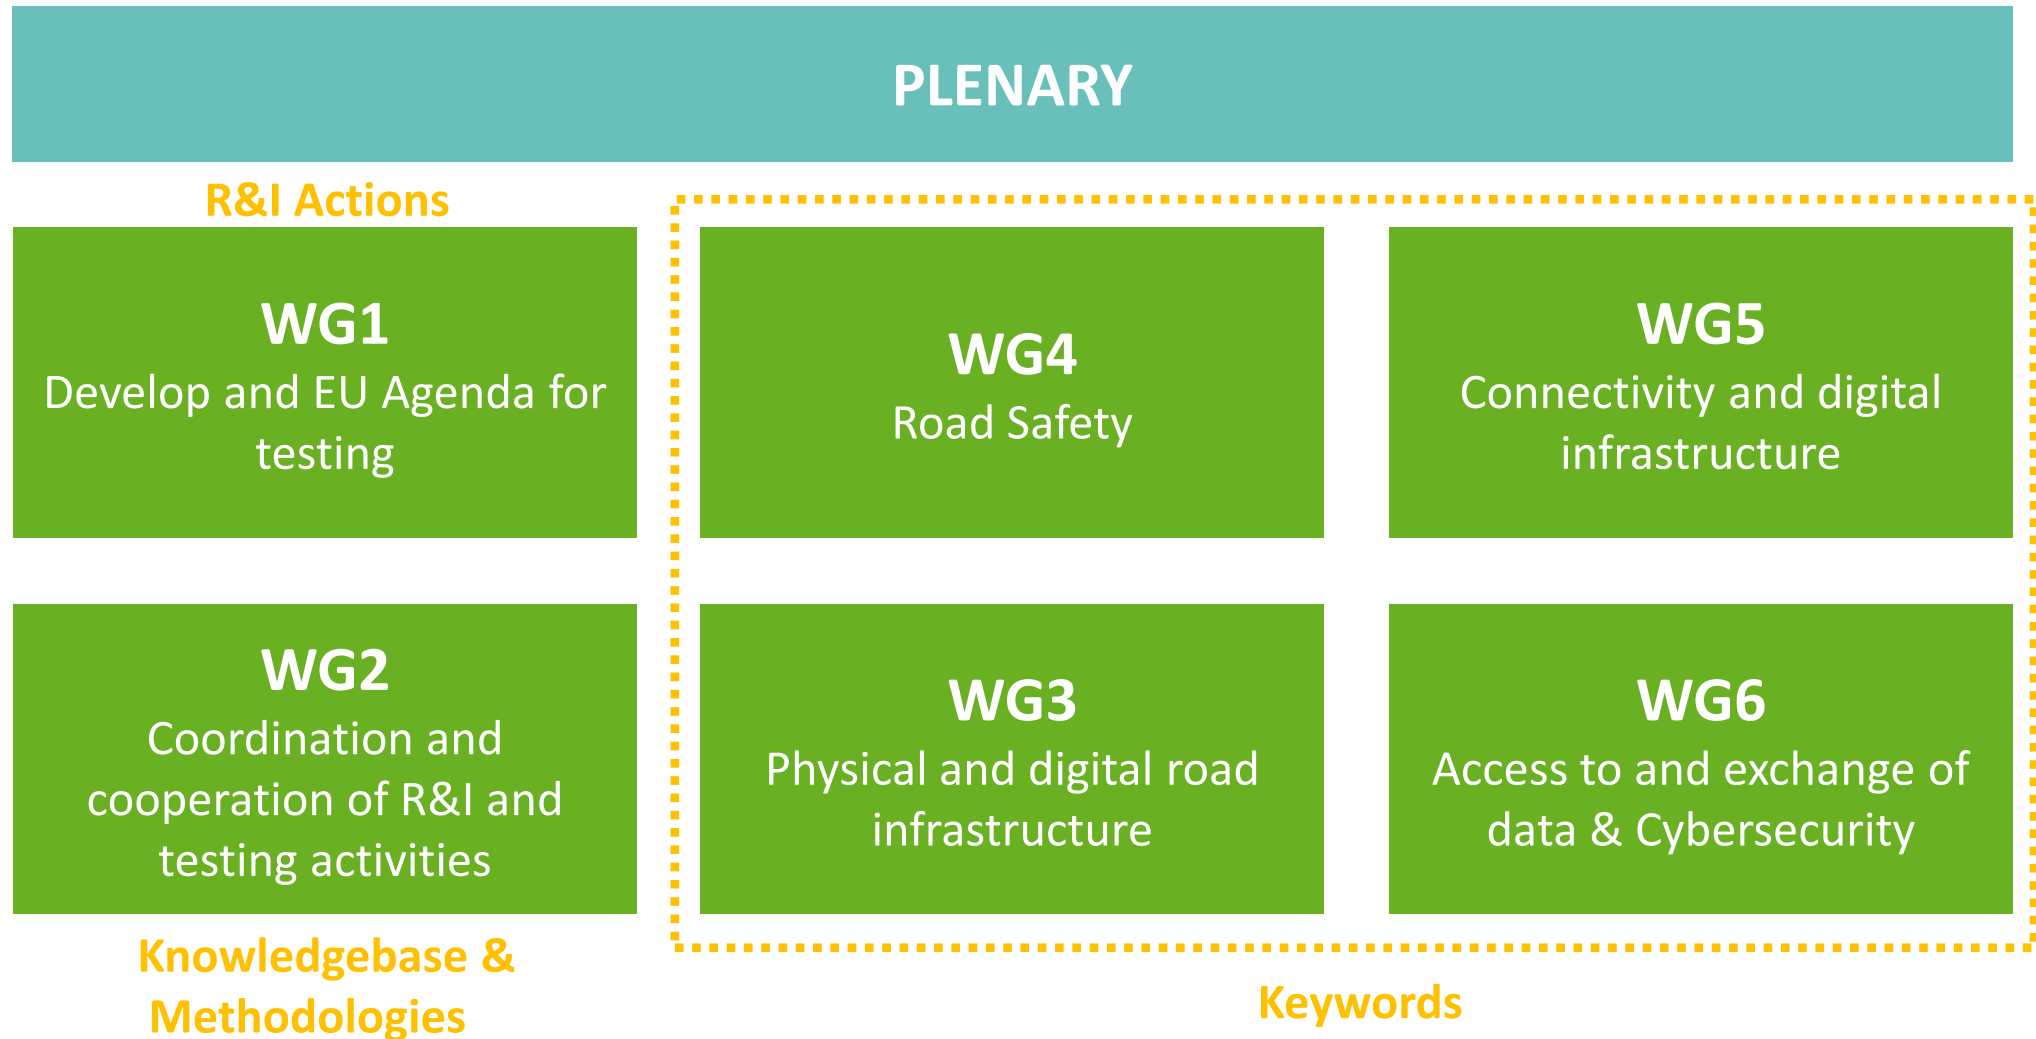 PLENARY
R&I Actions
WG1
Develop and EU Agenda for
testing
WG4
Road Safety
WG5
Connectivity and digital
infrastructure
WG2
Coordination and
cooperation of R&I and
testing activities
WG3
Physical and digital road
infrastructure
WG6
Access to and exchange of
data & Cybersecurity
Knowledgebase &
Methodologies
Keywords